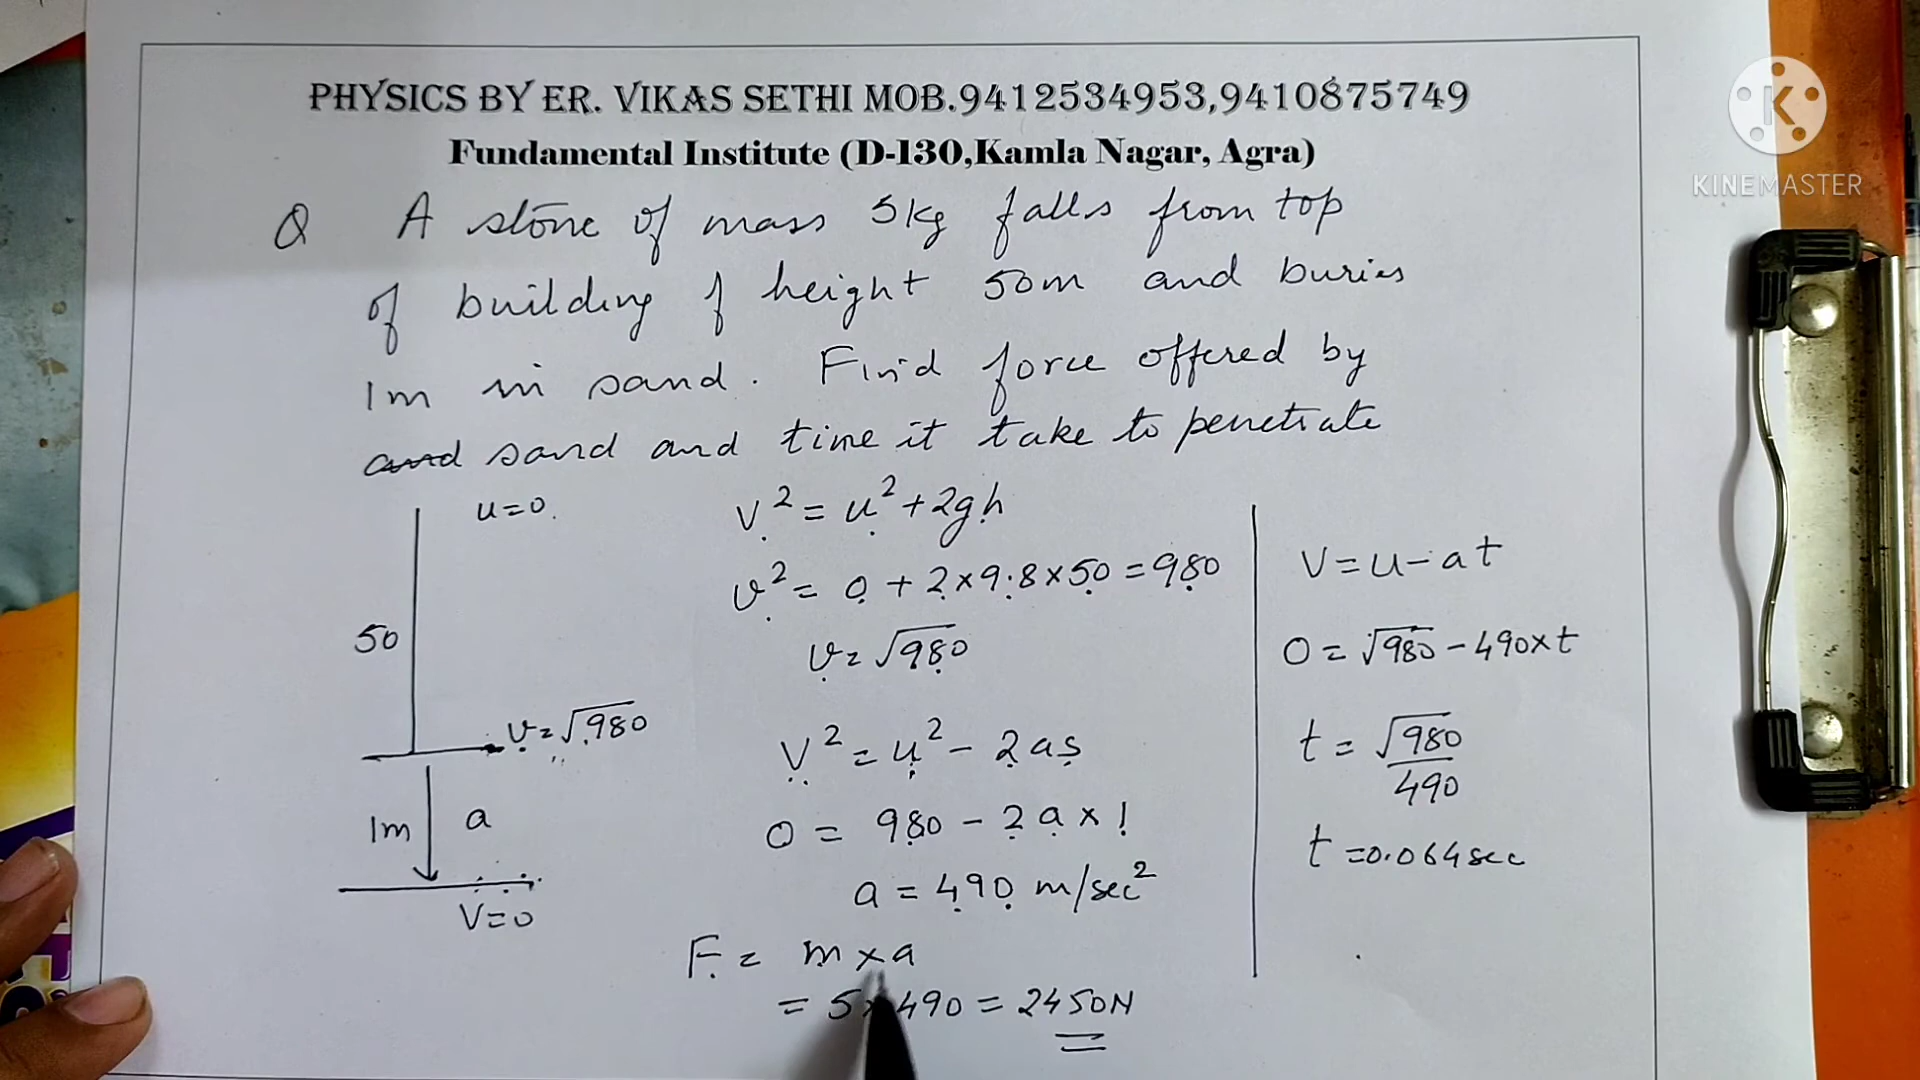 PHYSICS BY ER. VIKAS SETHI MOB.9412534953,9410875749
Fundamental Institute (D-130,Kamla Nagar, Agra)
K
KINEMASTER
Q A stone of mass 5kg falls from top
of building of height 50m and buries
1m in sand. Find force offered by
and sand and time it take to penetrate
u=0.
50
v=√980
1m a
V=0
V²=u²+2gh
v²= 0+2×9.8×50=980
v=√980
V²=u²-2as
0= 980-2a×1
a=490 m/sec²
F= m×a
= 5×490=2450N
V=u-at
0=√980-490×t
t=√980/490
t=0.064sec